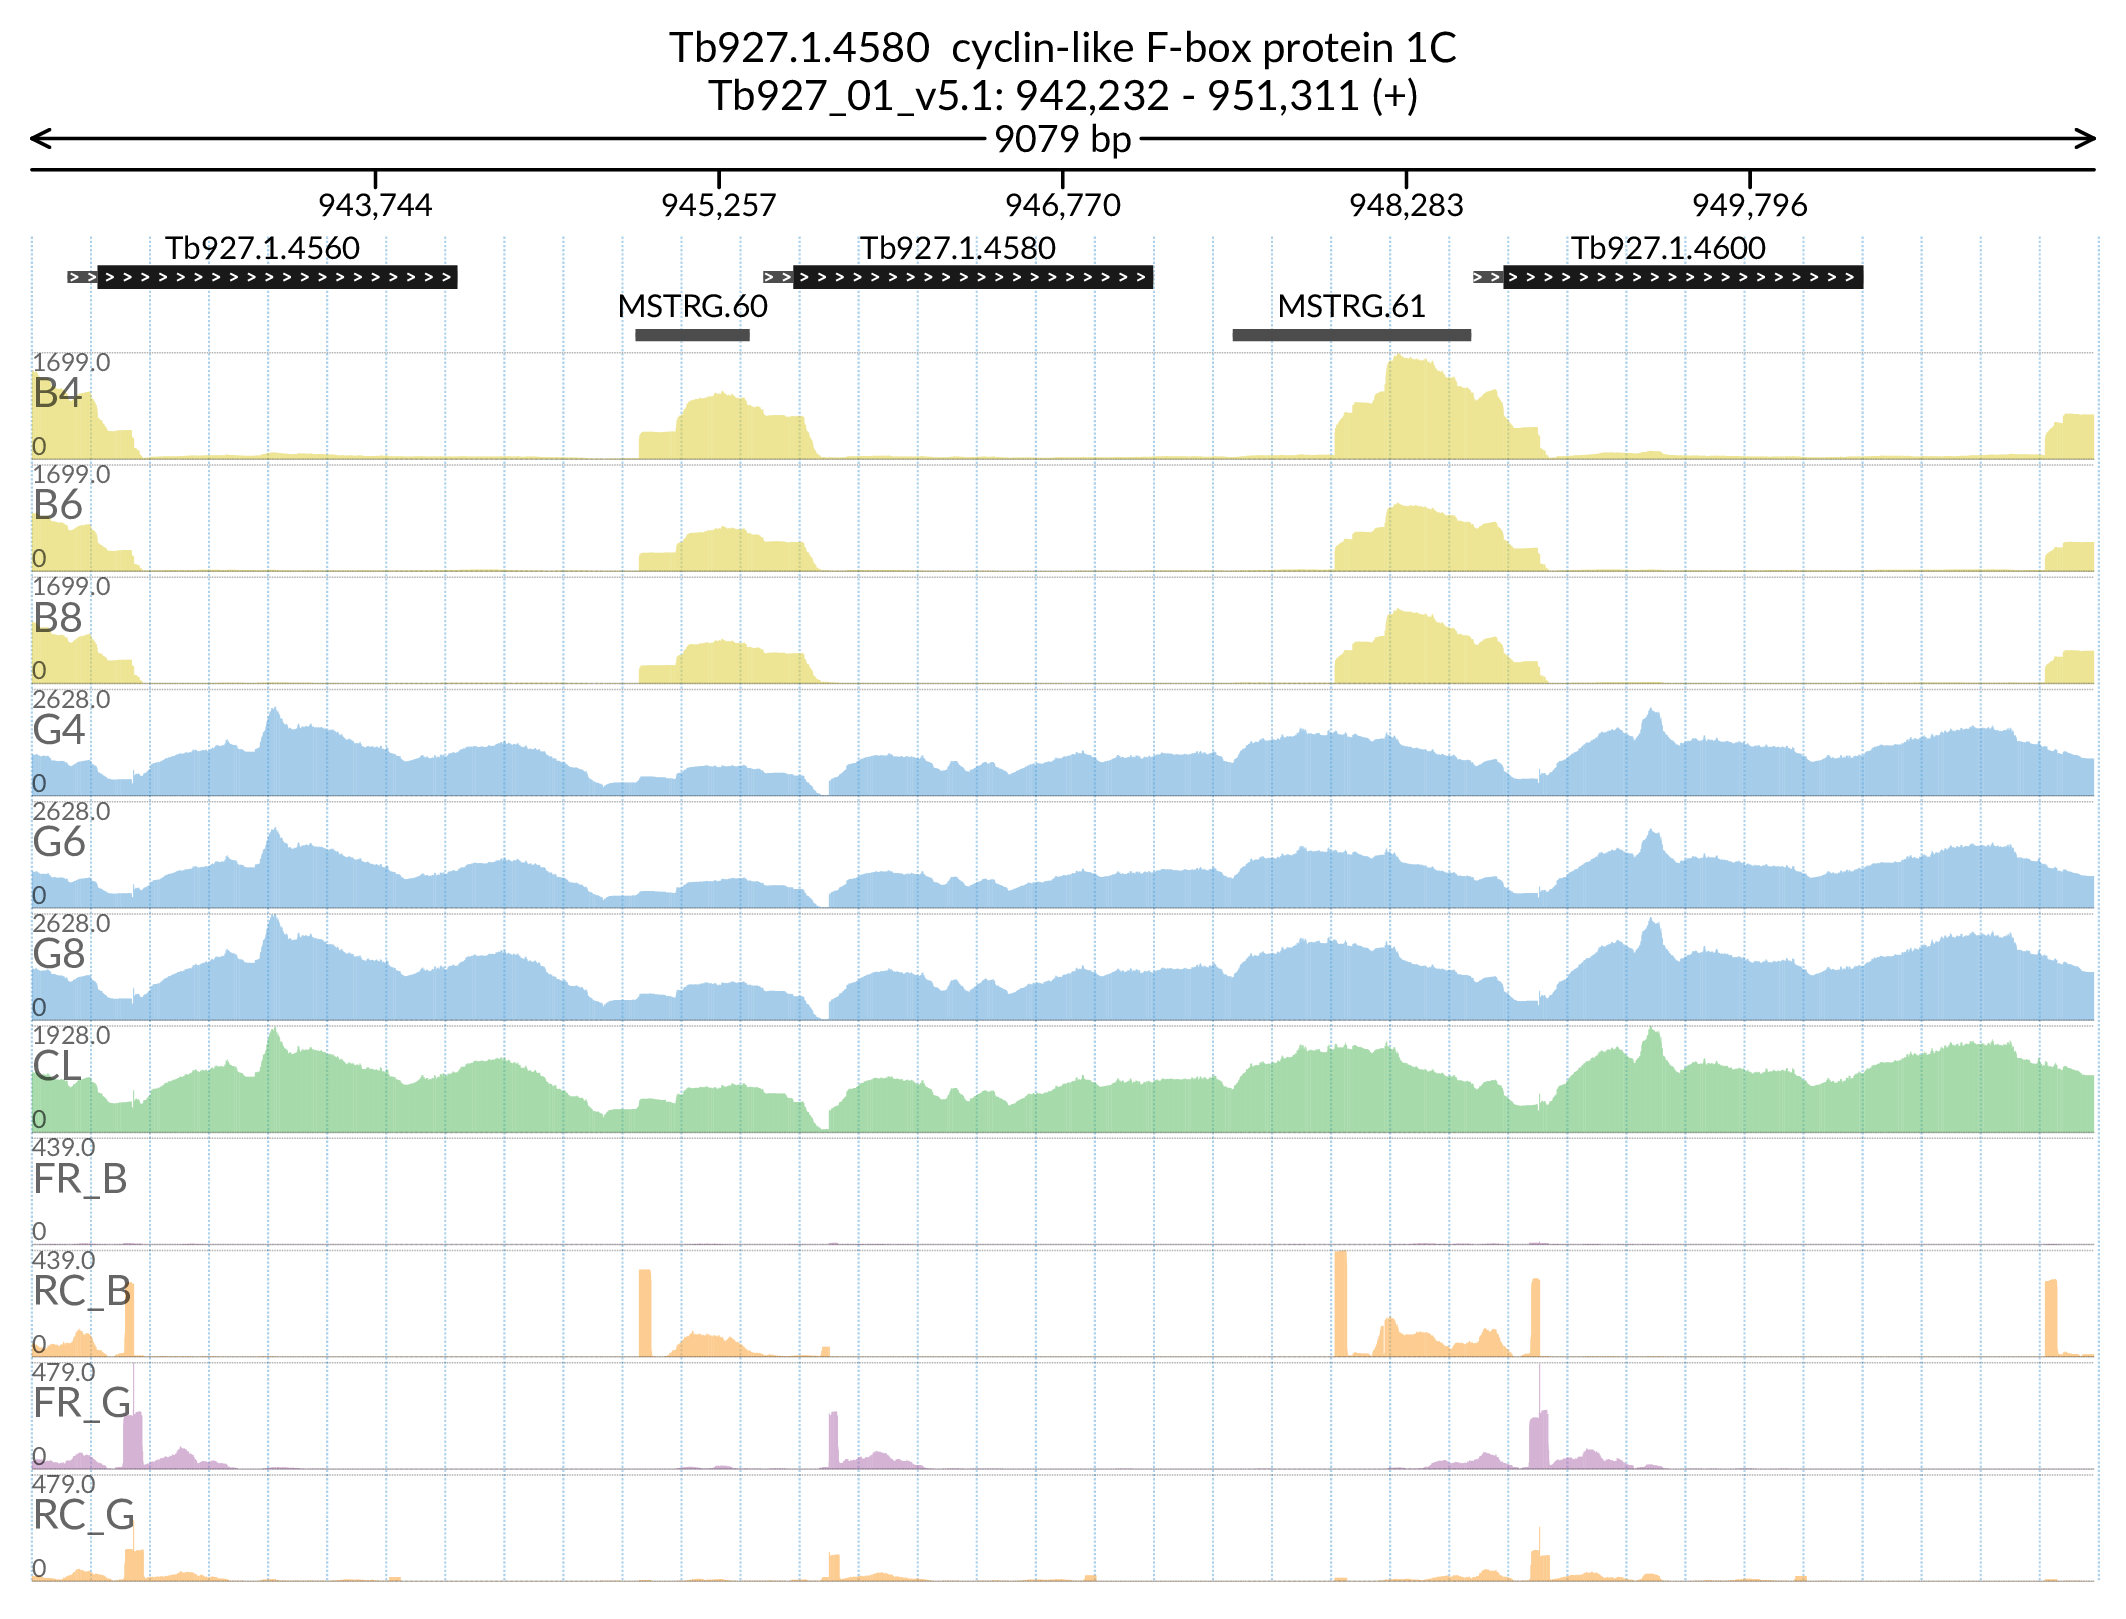 Tb927.1.4580 cyclin-like F-box protein 1C
Tb927_01_v5.1: 942,232 - 951,311 (+)
9079 bp
943,744 945,257 946,770 948,283 949,796
Tb927.1.4560 Tb927.1.4580 Tb927.1.4600
MSTRG.60 MSTRG.61
1699.0
B4
0
1699.0
B6
0
1699.0
B8
0
2628.0
G4
0
2628.0
G6
0
2628.0
G8
0
1928.0
CL
0
439.0
FR_B
0
439.0
RC_B
0
479.0
FR_G
0
479.0
RC_G
0